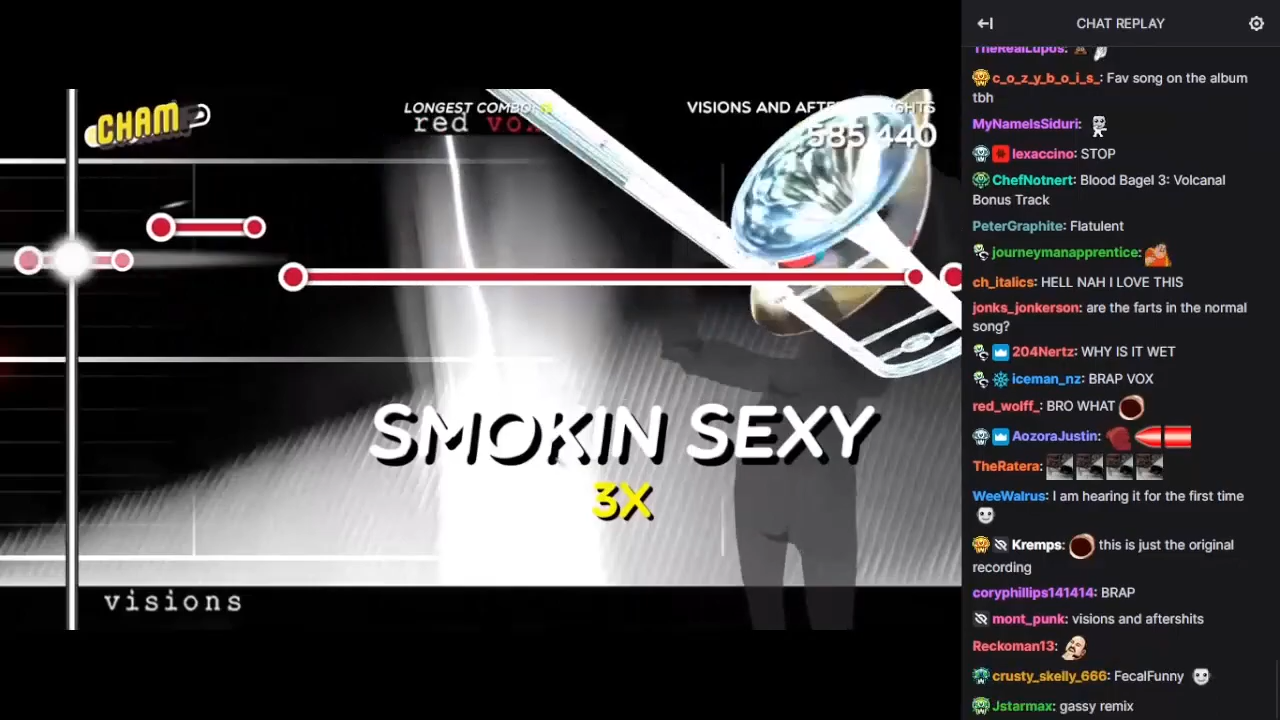 CHAM
LONGEST COMBO
red vo
VISIONS AND AFTE GHTS
585 440
SMOKIN SEXY
3X
visions
CHAT REPLAY
TheRealLupos:
c_o_z_y_b_o_i_s_: Fav song on the album
tbh
MyNameIsSiduri:
lexaccino: STOP
ChefNotnert: Blood Bagel 3: Volcanal
Bonus Track
PeterGraphite: Flatulent
journeymanapprentice:
ch_italics: HELL NAH I LOVE THIS
jonks_jonkerson: are the farts in the normal
song?
204Nertz: WHY IS IT WET
iceman_nz: BRAP VOX
red_wolff_: BRO WHAT
AozoraJustin:
TheRatera:
WeeWalrus: I am hearing it for the first time
Kremps: this is just the original
recording
coryphillips141414: BRAP
mont_punk: visions and aftershits
Reckoman13:
crusty_skelly_666: FecalFunny
Jstarmax: gassy remix